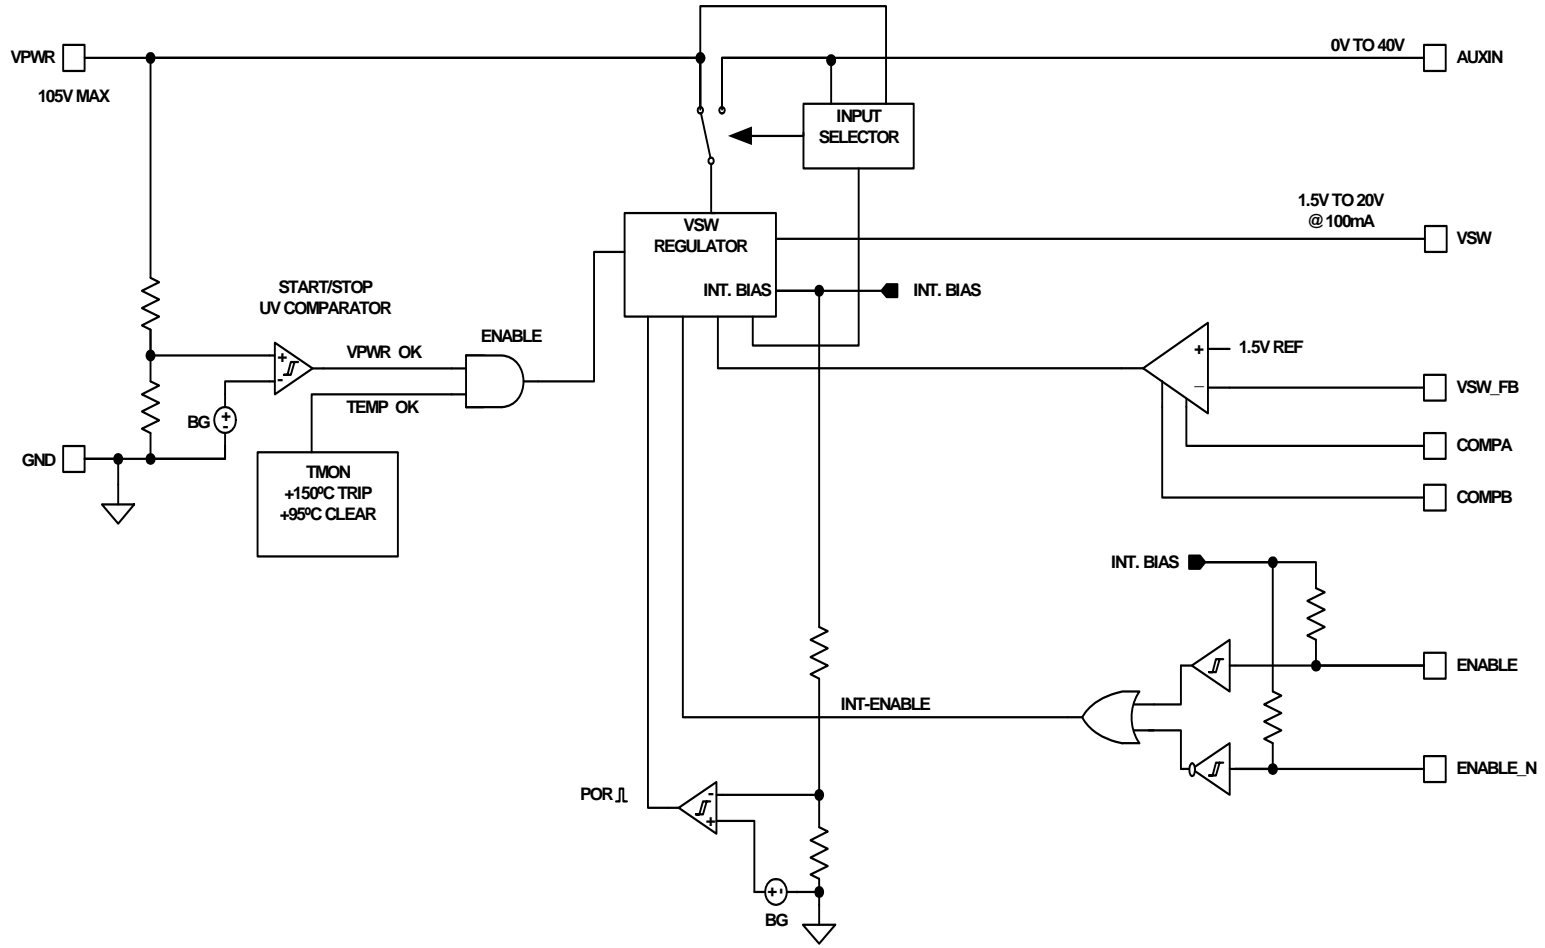 VPWR
105V MAX
0V TO 40V
AUXIN
INPUT
SELECTOR
1.5V TO 20V
@ 100mA
VSW
VSW
REGULATOR
INT. BIAS
INT. BIAS
START/STOP
UV COMPARATOR
ENABLE
VPWR OK
+
-
TEMP OK
BG
+
-
GND
TMON
+150ºC TRIP
+95ºC CLEAR
+
1.5V REF
–
VSW_FB
COMPA
COMPB
INT. BIAS
ENABLE
INT-ENABLE
ENABLE_N
POR
-
+
+
-
BG